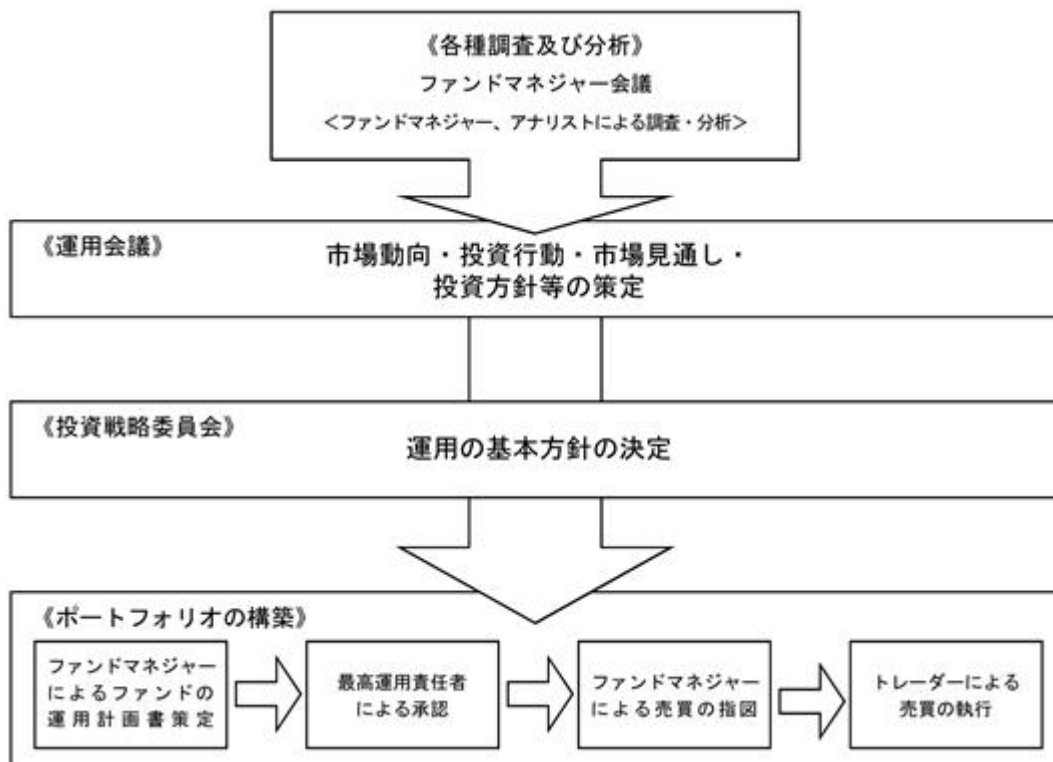 《各種調査及び分析》
ファンドマネジャー会議
＜ファンドマネジャー、アナリストによる調査・分析＞
《運用会議》
市場動向・投資行動・市場見通し・
投資方針等の策定
《投資戦略委員会》
運用の基本方針の決定
《ポートフォリオの構築》
ファンドマネジャー
によるファンドの
運用計画書策定
最高運用責任者
による承認
ファンドマネジャー
による売買の指図
トレーダーによる
売買の執行